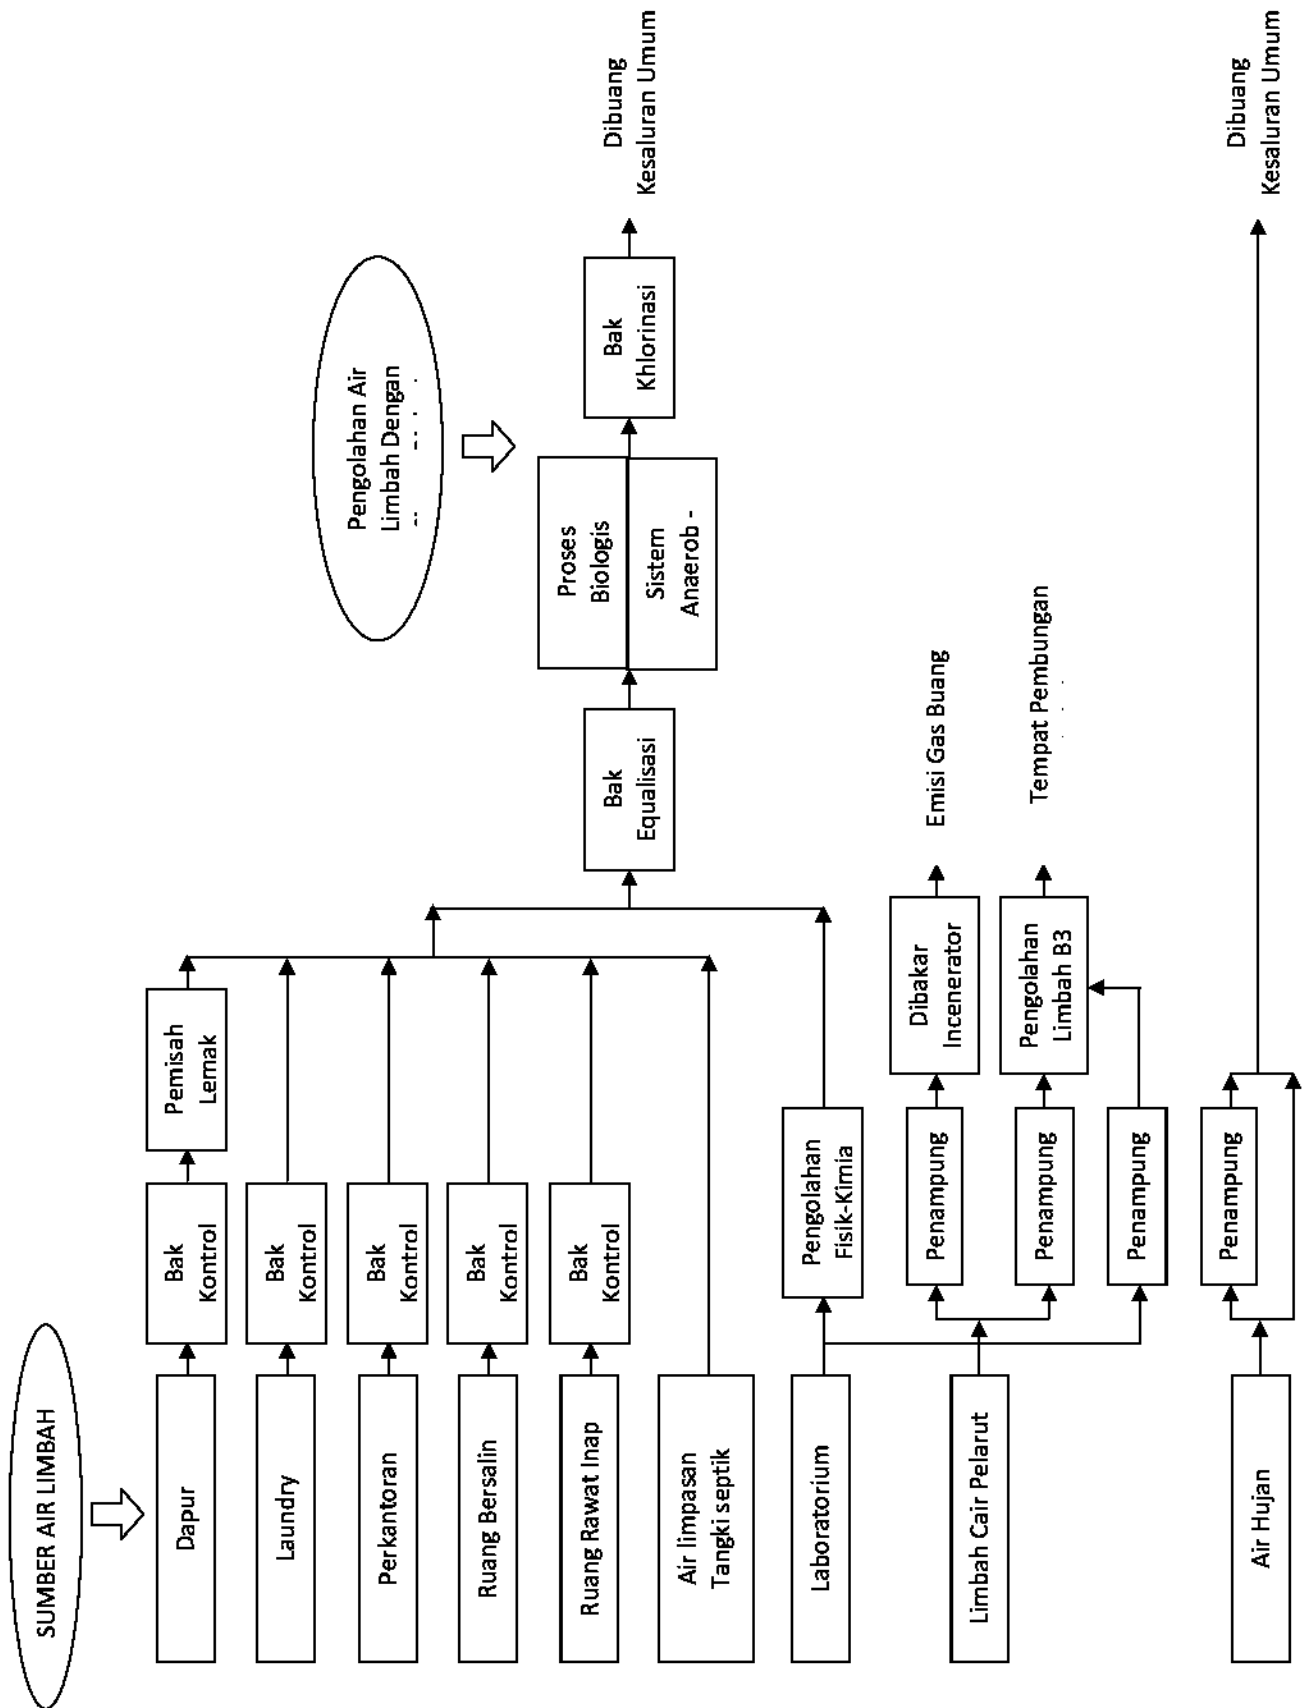 SUMBER AIR LIMBAH
Pengolahan Air
Limbah Dengan
Dapur
Bak
Kontrol
Pemisah
Lemak
Laundry
Bak
Kontrol
Perkantoran
Bak
Kontrol
Ruang Bersalin
Bak
Kontrol
Ruang Rawat Inap
Bak
Kontrol
Air limpasan
Tangki septik
Bak
Equalisasi
Proses
Biologis
Sistem
Anaerob -
Bak
Khlorinasi
Dibuang
Kesaluran Umum
Laboratorium
Pengolahan
Fisik-Kimia
Limbah Cair Pelarut
Penampung
Dibakar
Incenerator
Emisi Gas Buang
Penampung
Pengolahan
Limbah B3
Tempat Pembungan
Penampung
Air Hujan
Penampung
Dibuang
Kesaluran Umum